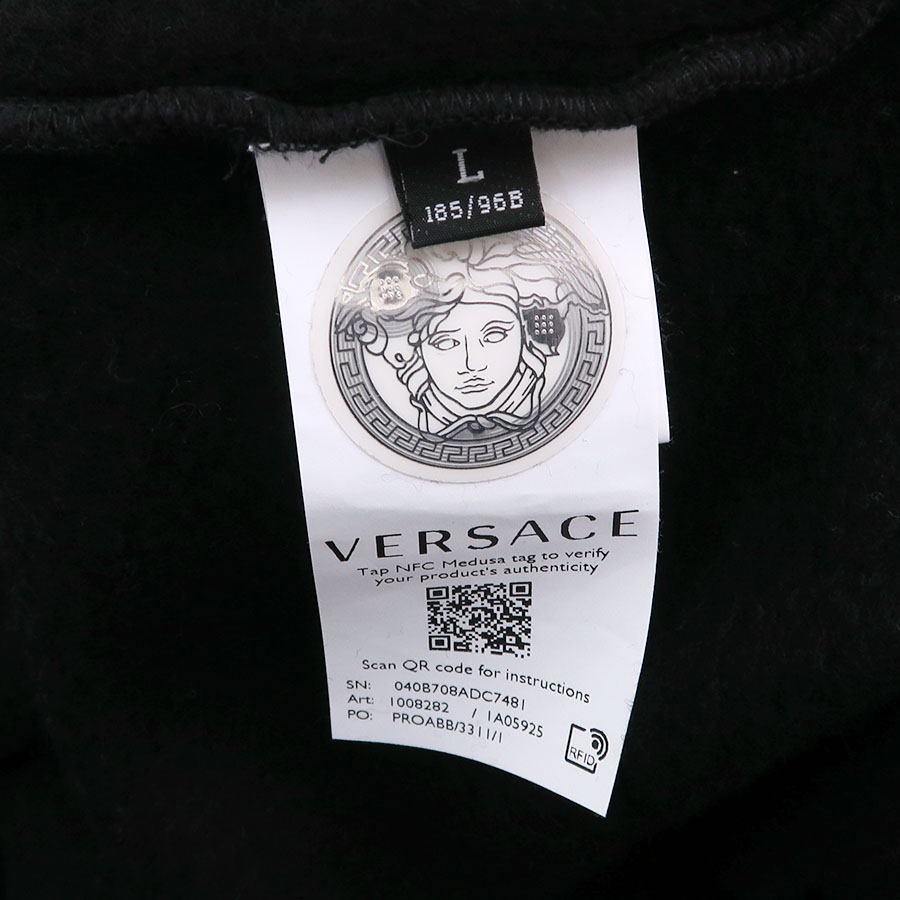 L
185/96B
VERSACE
Tap NFC Medusa tag to verify
your product's authenticity
Scan QR code for instructions
SN: 040B708ADC7481
Art: 1008282 / 1A05925
PO: PROABB/3311/1
RFID